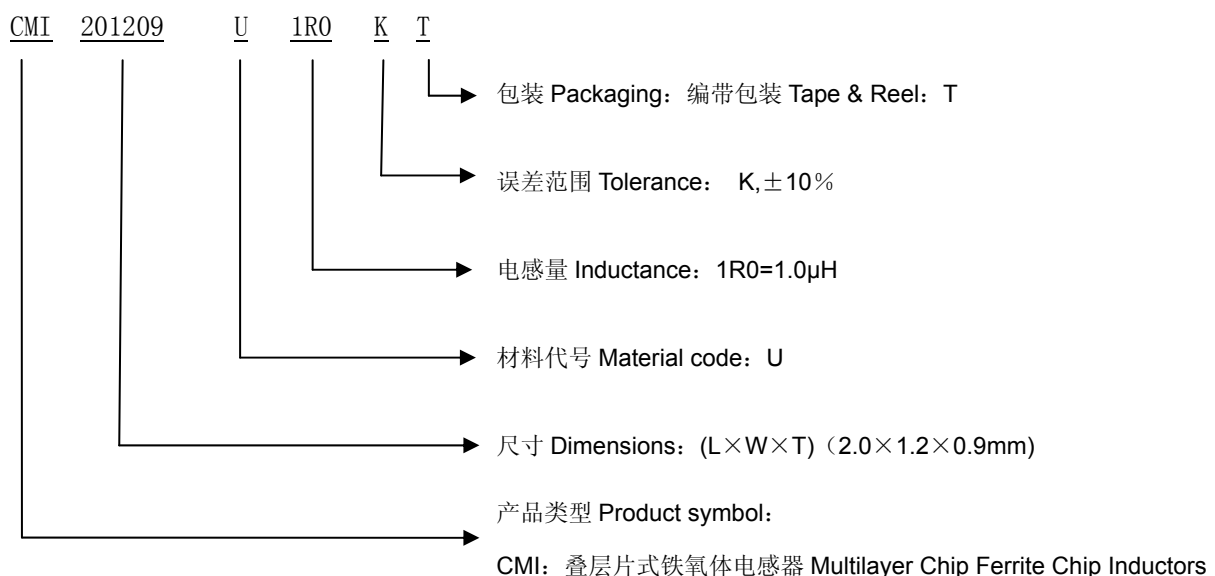 CMI 201209 U 1R0 K T
包装 Packaging：编带包装 Tape & Reel：T
误差范围 Tolerance： K,±10％
电感量 Inductance：1R0=1.0μH
材料代号 Material code：U
尺寸 Dimensions：(L×W×T)（2.0×1.2×0.9mm)
产品类型 Product symbol：
CMI：叠层片式铁氧体电感器 Multilayer Chip Ferrite Chip Inductors